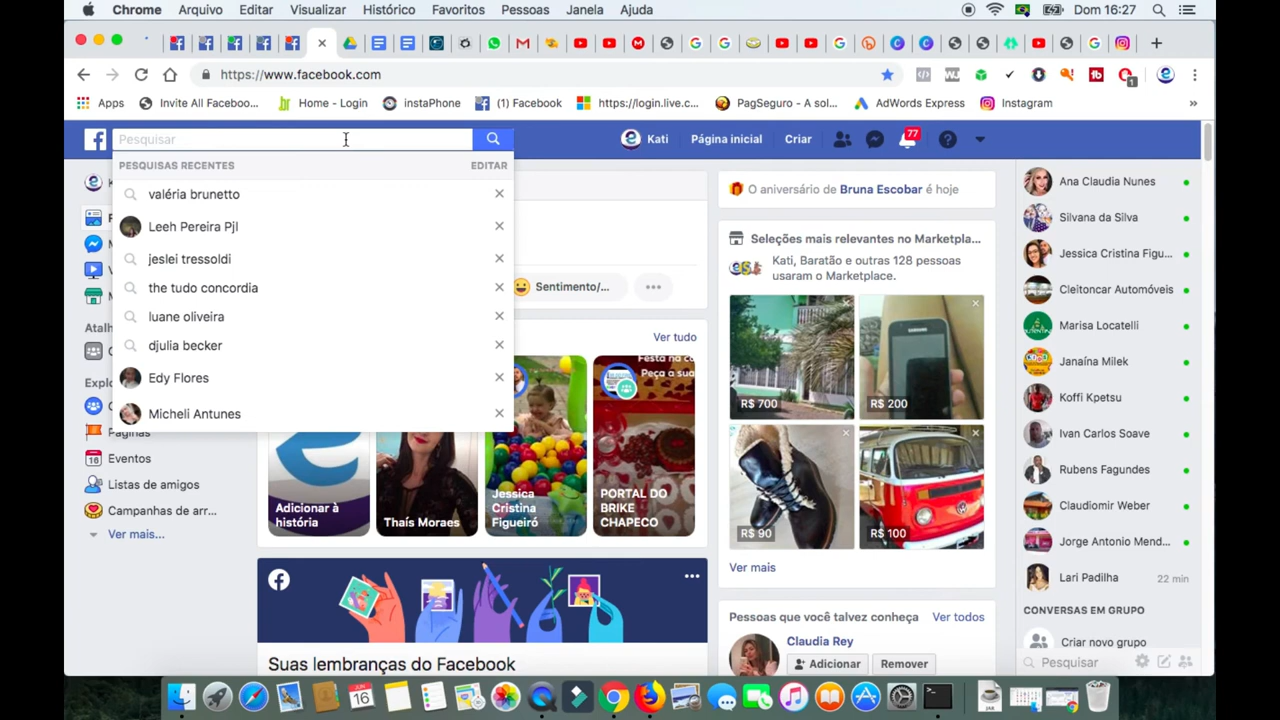 Chrome Arquivo Editar Visualizar Histórico Favoritos Pessoas Janela Ajuda Dom 16:27
https://www.facebook.com
Apps Invite All Faceboo... Home - Login instaPhone (1) Facebook https://login.live.c... PagSeguro - A sol... AdWords Express Instagram »
Pesquisar Kati Página inicial Criar 77
PESQUISAS RECENTES EDITAR
valéria brunetto
Leeh Pereira Pjl
jeslei tressoldi
the tudo concordia
luane oliveira
djulia becker
Edy Flores
Micheli Antunes
Páginas
Eventos
Listas de amigos
Campanhas de arr...
Ver mais...
Sentimento/...
Ver tudo
Adicionar à
história
Thaís Moraes
Jessica
Cristina
Figueiró
Peça a sua
PORTAL DO
BRIKE
CHAPECO
Suas lembranças do Facebook
O aniversário de Bruna Escobar é hoje
Seleções mais relevantes no Marketpla...
Kati, Baratão e outras 128 pessoas
usaram o Marketplace.
R$ 700
R$ 200
R$ 90
R$ 100
Ver mais
Pessoas que você talvez conheça Ver todos
Claudia Rey
Adicionar Remover
Ana Claudia Nunes
Silvana da Silva
Jessica Cristina Figu...
Cleitoncar Automóveis
Marisa Locatelli
Janaína Milek
Koffi Kpetsu
Ivan Carlos Soave
Rubens Fagundes
Claudiomir Weber
Jorge Antonio Mend...
Lari Padilha 22 min
CONVERSAS EM GRUPO
Criar novo grupo
Pesquisar